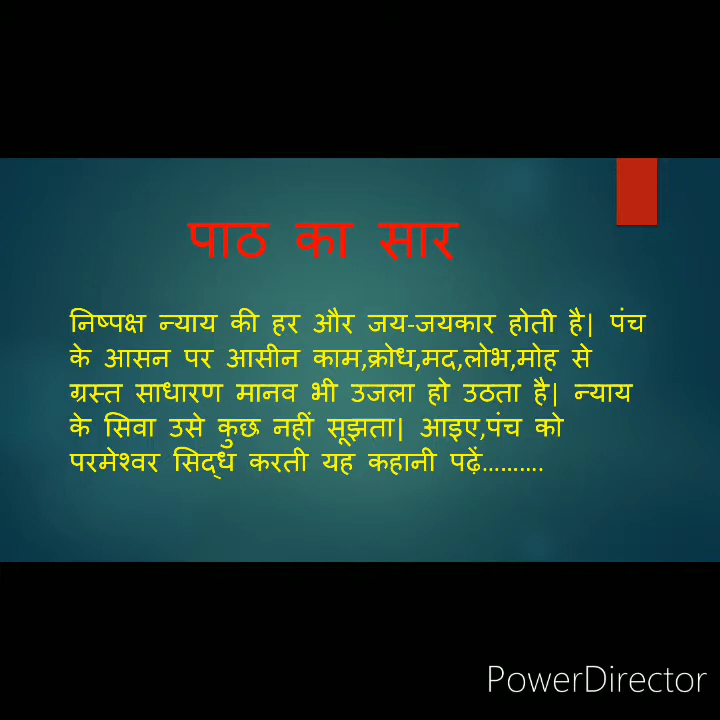 पाठ का सार
निष्पक्ष न्याय की हर और जय-जयकार होती है| पंच
के आसन पर आसीन काम,क्रोध,मद,लोभ,मोह से
ग्रस्त साधारण मानव भी उजला हो उठता है| न्याय
के सिवा उसे कुछ नहीं सूझता| आइए,पंच को
परमेश्वर सिद्ध करती यह कहानी पढ़ें..........
PowerDirector